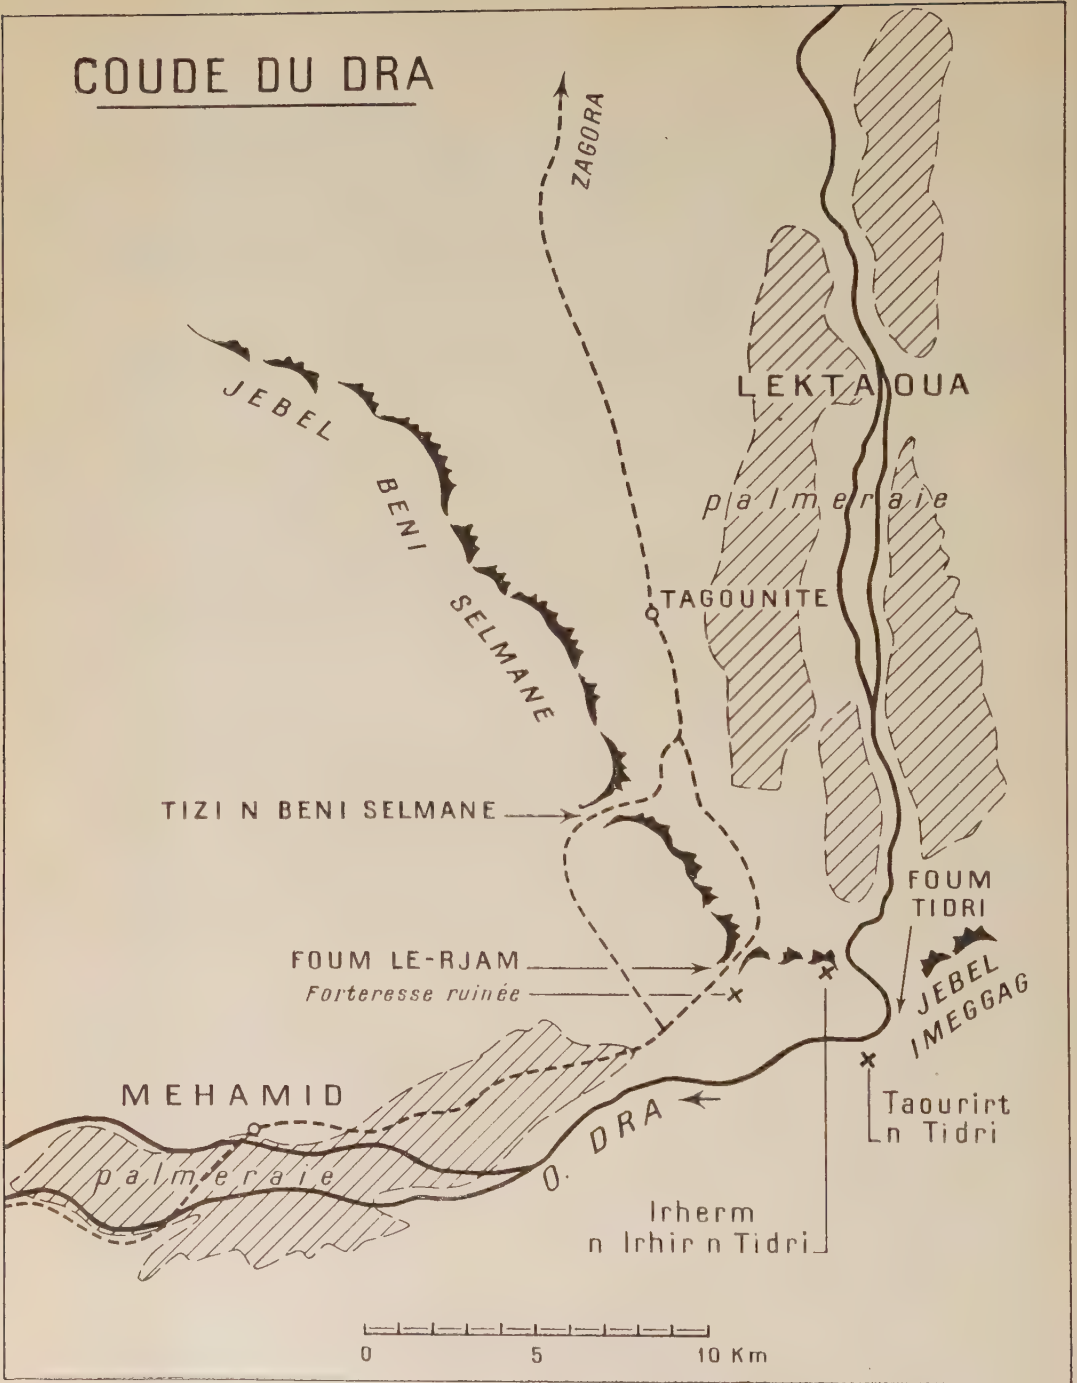 COUDE DU DRA
ZAGORA
JEBEL
BENI
SELMANE
LEKTAOUA
palmeraie
TAGOUNITE
TIZI N BENI SELMANE
FOUM
TIDRI
FOUM LE-RJAM
Forteresse ruinée
JEBEL
IMEGGAG
MEHAMID
palmeraie
O. DRA
Taourirt
n Tidri
Irherm
n Irhir n Tidri
0 5 10 Km